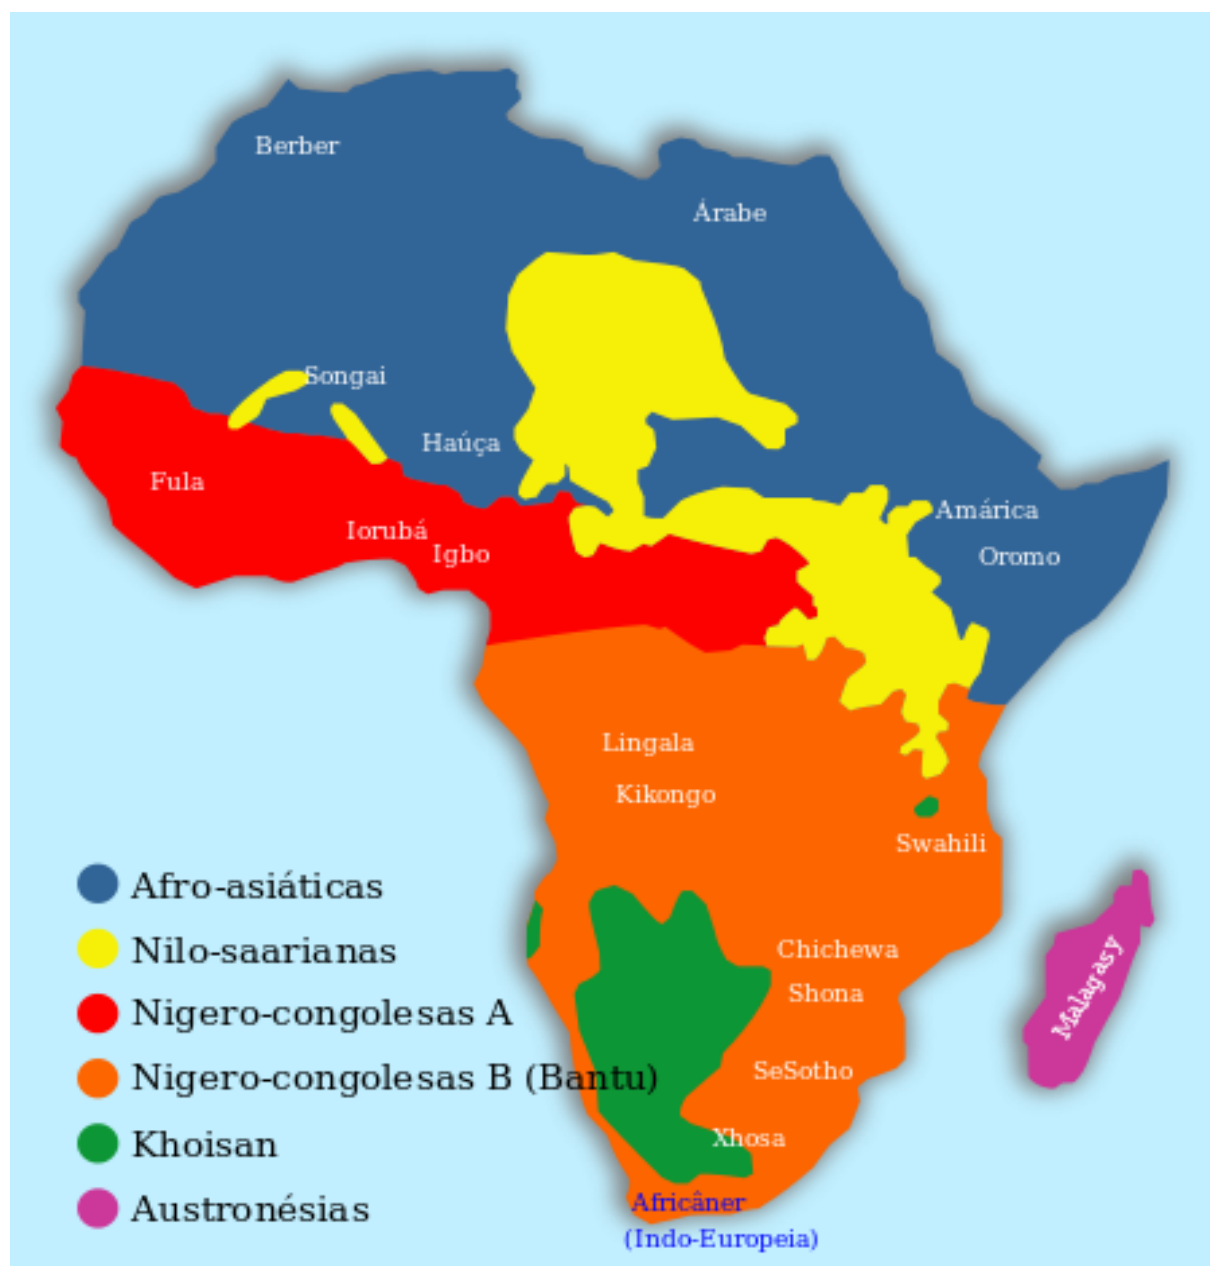 Berber
Árabe
Songai
Haúça
Fula
Iorubá
Igbo
Amárica
Oromo
Lingala
Kikongo
Swahili
Chichewa
Shona
Malagasy
SeSotho
Xhosa
Africâner
(Indo-Europeia)
Afro-asiáticas
Nilo-saarianas
Nigero-congolesas A
Nigero-congolesas B (Bantu)
Khoisan
Austronésias